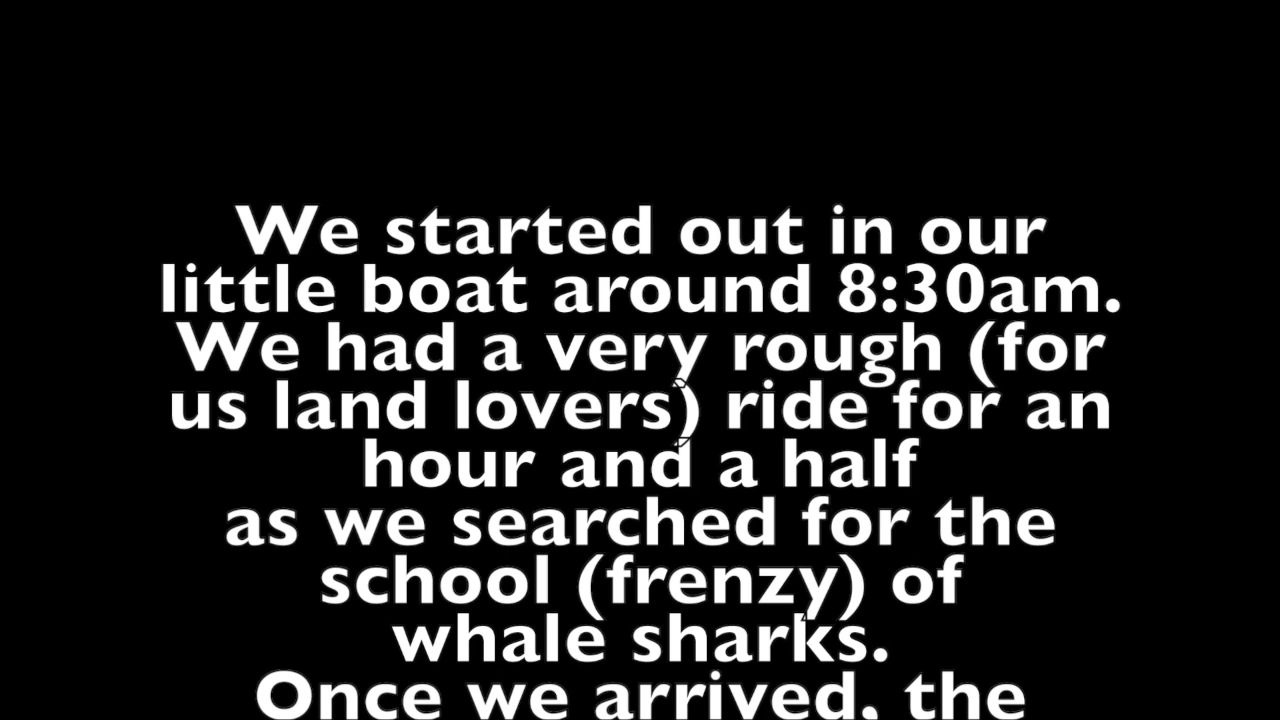 We started out in our
little boat around 8:30am.
We had a very rough (for
us land lovers) ride for an
hour and a half
as we searched for the
school (frenzy) of
whale sharks.
Once we arrived, the